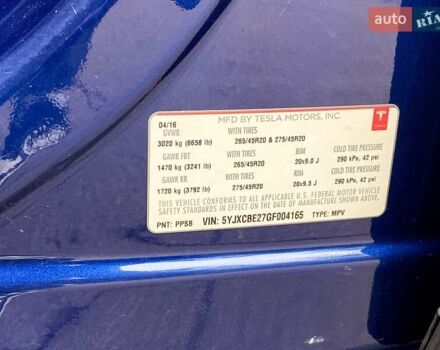 AUTO RIA
MFD BY TESLA MOTORS, INC.
04/16
GVWR WITH TIRES
3020 kg (6658 lb) 265/45R20 & 275/45R20
TESLA
GAWR FRT WITH TIRES RIM COLD TIRE PRESSURE
1470 kg (3241 lb) 265/45R20 20x9.0 J 290 kPa, 42 psi
GAWR RR WITH TIRES RIM COLD TIRE PRESSURE
1720 kg (3792 lb) 275/45R20 20x9.5 J 290 kPa, 42 psi
THIS VEHICLE CONFORMS TO ALL APPLICABLE U.S. FEDERAL MOTOR VEHICLE
SAFETY STANDARDS IN EFFECT ON THE DATE OF MANUFACTURE SHOWN ABOVE.
PNT: PPSB VIN: 5YJXCBE27GF004165 TYPE: MPV